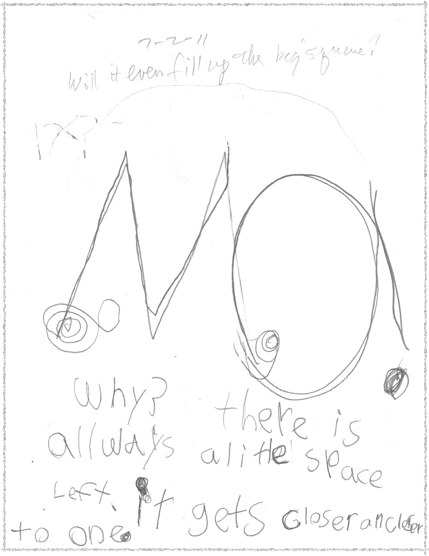 7-2-11
Will it even fill up the big square?
NO
Why? there is
allways a little space
Left. it gets closer and closer
to one.